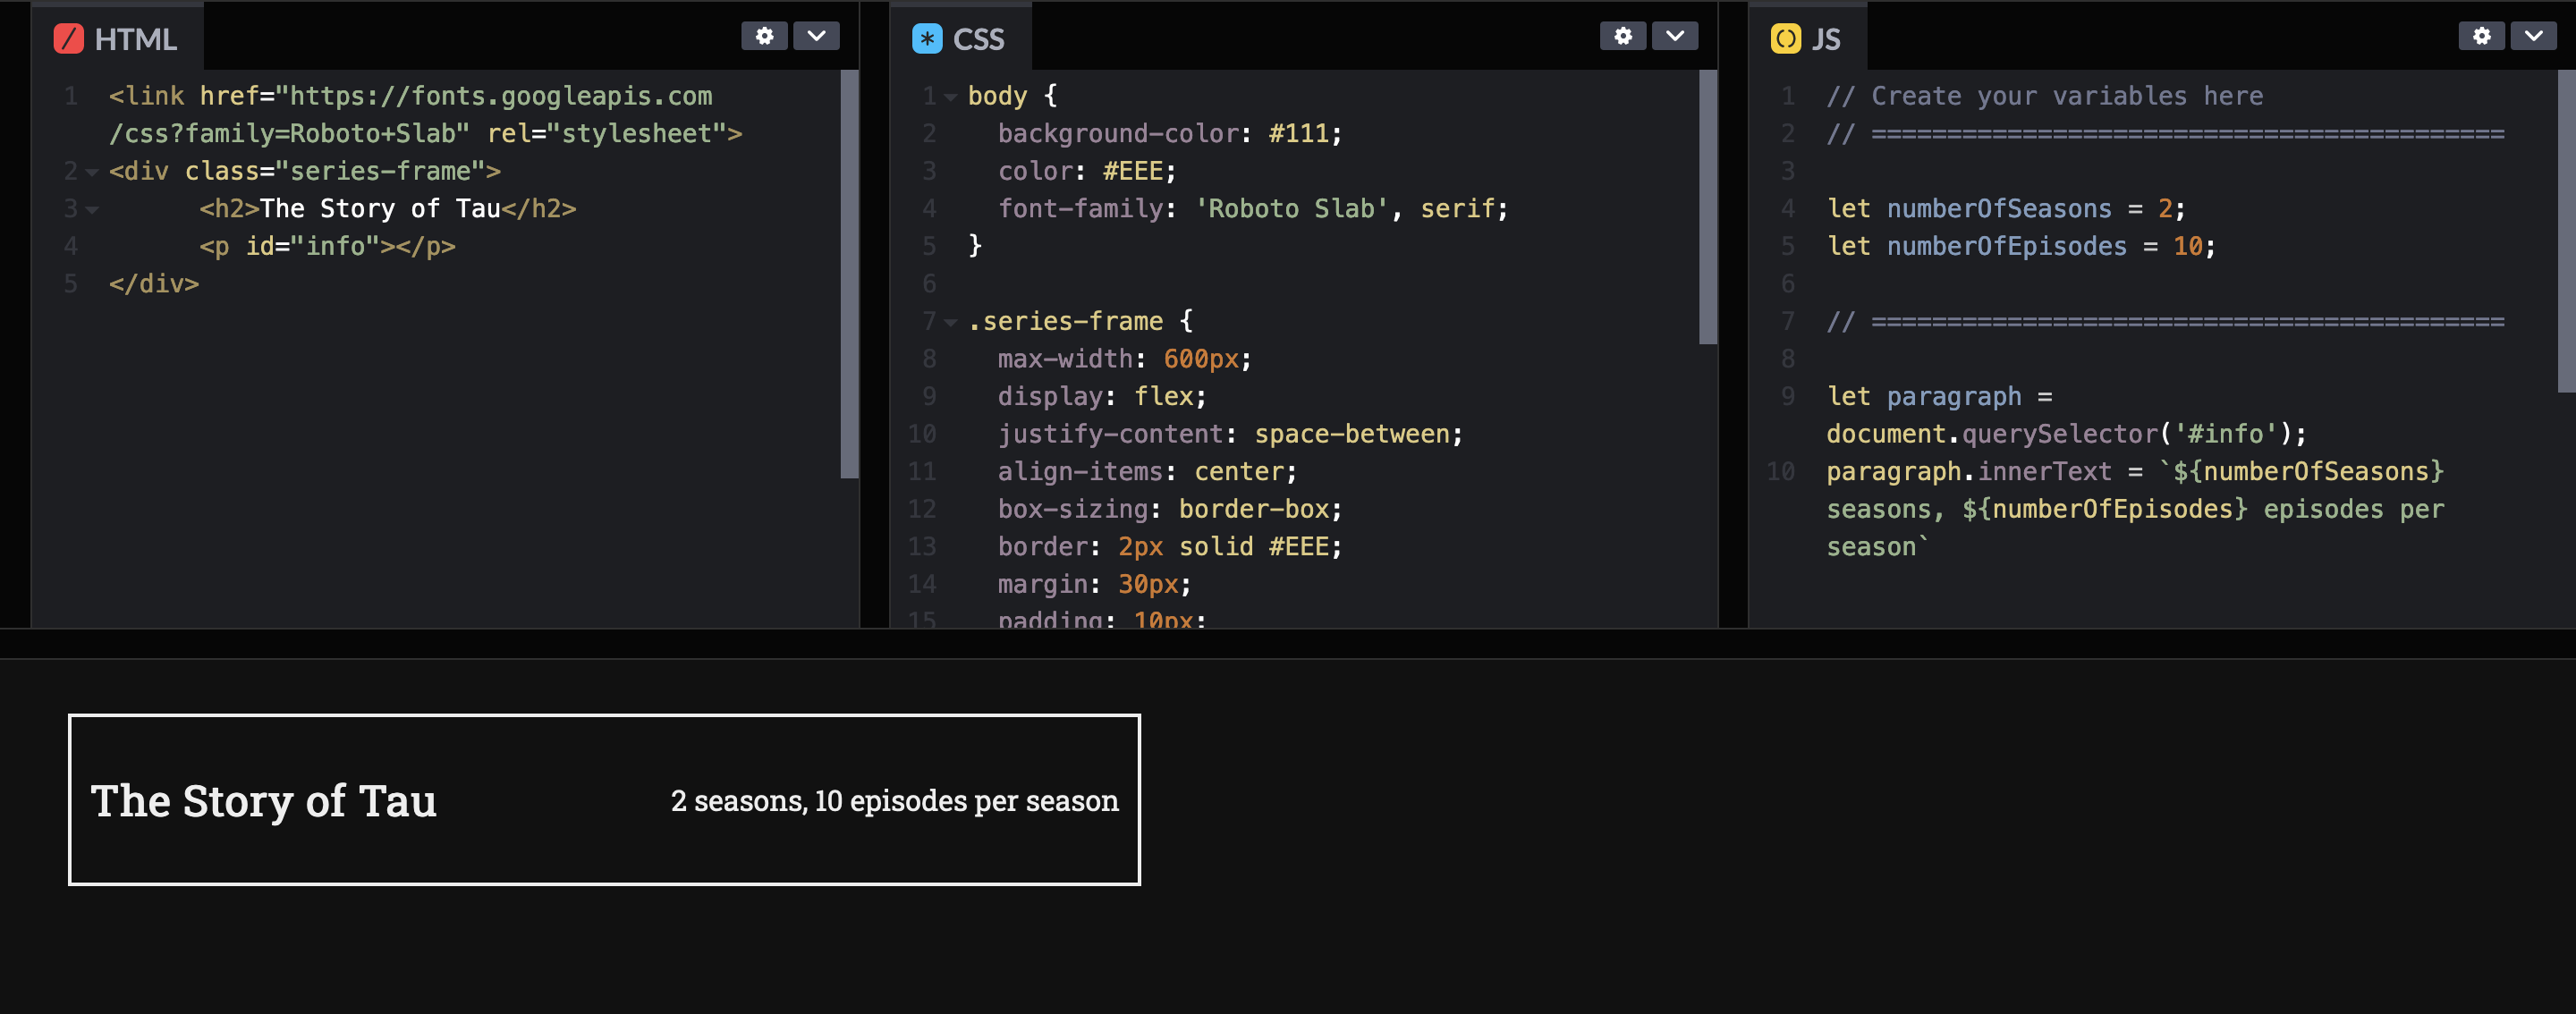 HTML
1 <link href="https://fonts.googleapis.com
/css?family=Roboto+Slab" rel="stylesheet">
2 <div class="series-frame">
3 <h2>The Story of Tau</h2>
4 <p id="info"></p>
5 </div>
CSS
1 body {
2 background-color: #111;
3 color: #EEE;
4 font-family: 'Roboto Slab', serif;
5 }
6
7 .series-frame {
8 max-width: 600px;
9 display: flex;
10 justify-content: space-between;
11 align-items: center;
12 box-sizing: border-box;
13 border: 2px solid #EEE;
14 margin: 30px;
15 padding: 10px;
JS
1 // Create your variables here
2 // ==========================================
3
4 let numberOfSeasons = 2;
5 let numberOfEpisodes = 10;
6
7 // ==========================================
8
9 let paragraph =
document.querySelector('#info');
10 paragraph.innerText = `${numberOfSeasons}
seasons, ${numberOfEpisodes} episodes per
season`
The Story of Tau
2 seasons, 10 episodes per season